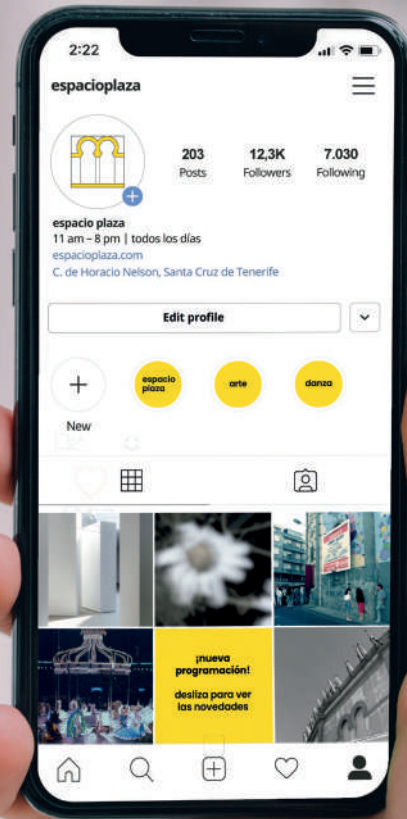 2:22
espacioplaza
203 12,3K 7.030
Posts Followers Following
espacio plaza
11 am – 8 pm | todos los días
espacioplaza.com
C. de Horacio Nelson, Santa Cruz de Tenerife
Edit profile
espacio
plaza
arte
danza
New
¡nueva
programación!
desliza para ver
las novedades